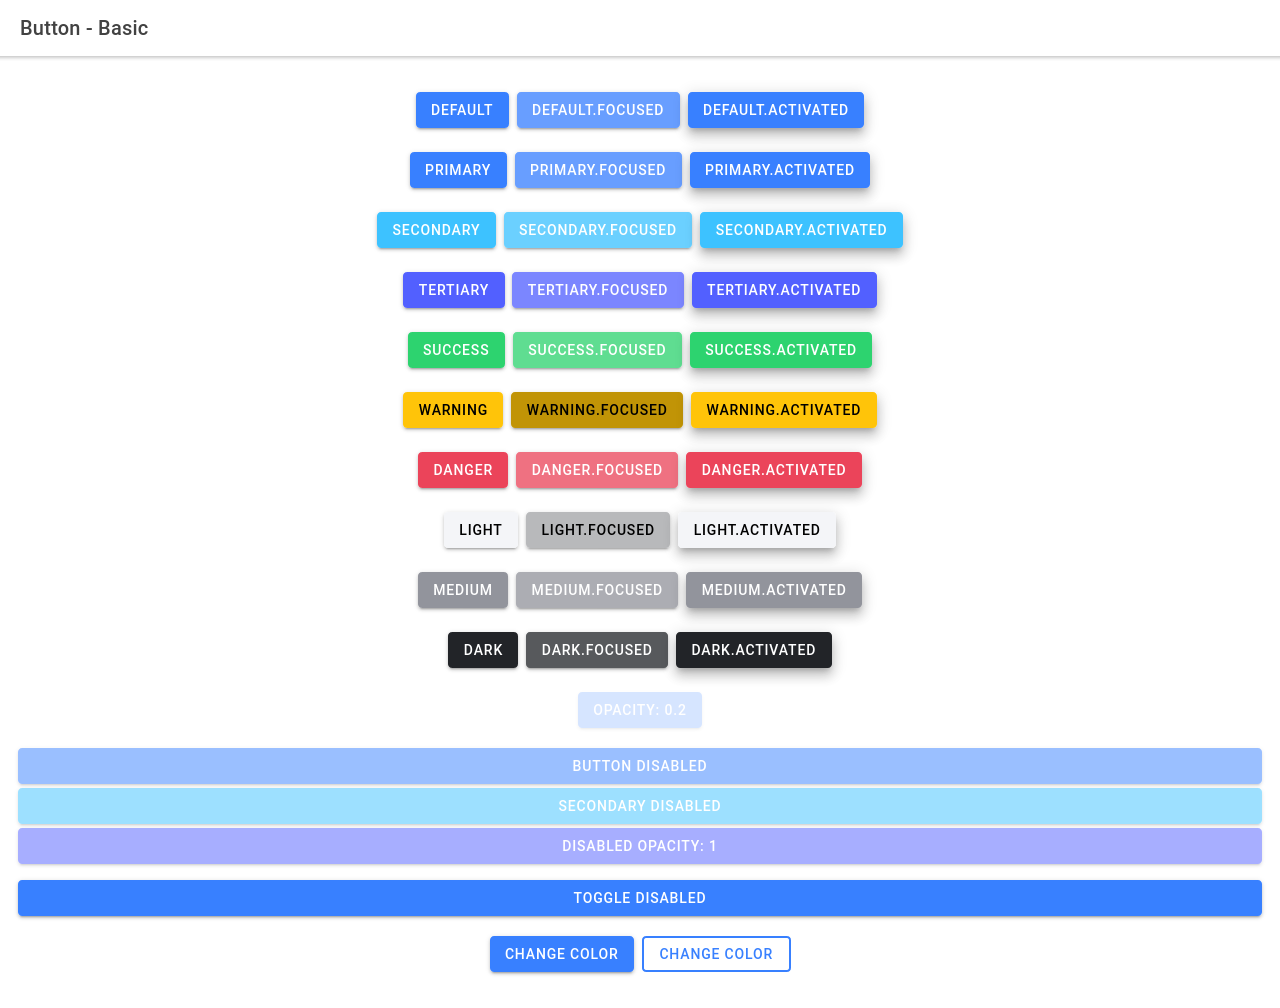 Button - Basic
DEFAULT DEFAULT.FOCUSED DEFAULT.ACTIVATED
PRIMARY PRIMARY.FOCUSED PRIMARY.ACTIVATED
SECONDARY SECONDARY.FOCUSED SECONDARY.ACTIVATED
TERTIARY TERTIARY.FOCUSED TERTIARY.ACTIVATED
SUCCESS SUCCESS.FOCUSED SUCCESS.ACTIVATED
WARNING WARNING.FOCUSED WARNING.ACTIVATED
DANGER DANGER.FOCUSED DANGER.ACTIVATED
LIGHT LIGHT.FOCUSED LIGHT.ACTIVATED
MEDIUM MEDIUM.FOCUSED MEDIUM.ACTIVATED
DARK DARK.FOCUSED DARK.ACTIVATED
OPACITY: 0.2
BUTTON DISABLED
SECONDARY DISABLED
DISABLED OPACITY: 1
TOGGLE DISABLED
CHANGE COLOR CHANGE COLOR